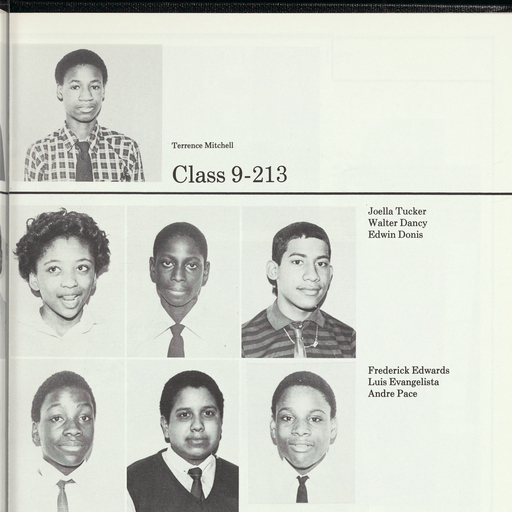 Terrence Mitchell
Class 9-213
Joella Tucker
Walter Dancy
Edwin Donis
Frederick Edwards
Luis Evangelista
Andre Pace